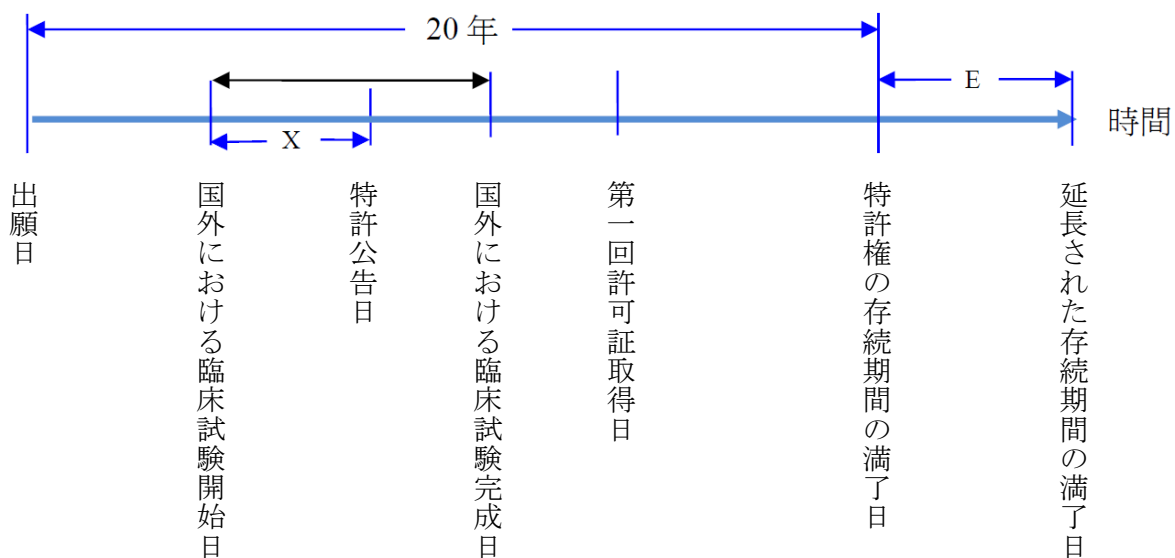 20 年
E
X
時間
出願日
国外における臨床試験開始日
特許公告日
国外における臨床試験完成日
第一回許可証取得日
特許権の存続期間の満了日
延長された存続期間の満了日